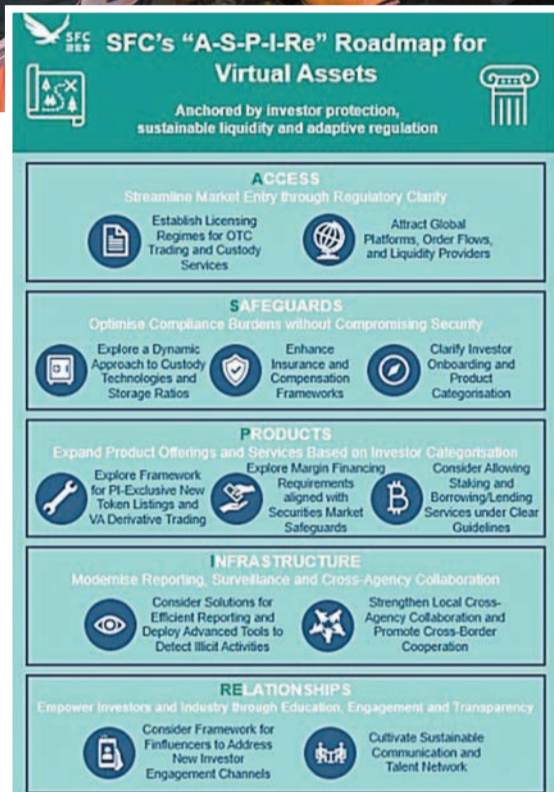 SFC
證監會
SFC's "A-S-P-I-Re" Roadmap for
Virtual Assets
Anchored by investor protection,
sustainable liquidity and adaptive regulation
ACCESS
Streamline Market Entry through Regulatory Clarity
Establish Licensing
Regimes for OTC
Trading and Custody
Services
Attract Global
Platforms, Order Flows,
and Liquidity Providers
SAFEGUARDS
Optimise Compliance Burdens without Compromising Security
Explore a Dynamic
Approach to Custody
Technologies and
Storage Ratios
Enhance
Insurance and
Compensation
Frameworks
Clarify Investor
Onboarding and
Product
Categorisation
PRODUCTS
Expand Product Offerings and Services Based on Investor Categorisation
Explore Framework
for PI-Exclusive New
Token Listings and
VA Derivative Trading
Explore Margin Financing
Requirements
aligned with
Securities Market
Safeguards
Consider Allowing
Staking and
Borrowing/Lending
Services under Clear
Guidelines
INFRASTRUCTURE
Modernise Reporting, Surveillance and Cross-Agency Collaboration
Consider Solutions for
Efficient Reporting and
Deploy Advanced Tools to
Detect Illicit Activities
Strengthen Local Cross-
Agency Collaboration and
Promote Cross-Border
Cooperation
RELATIONSHIPS
Empower Investors and Industry through Education, Engagement and Transparency
Consider Framework for
Finfluencers to Address
New Investor
Engagement Channels
Cultivate Sustainable
Communication and
Talent Network